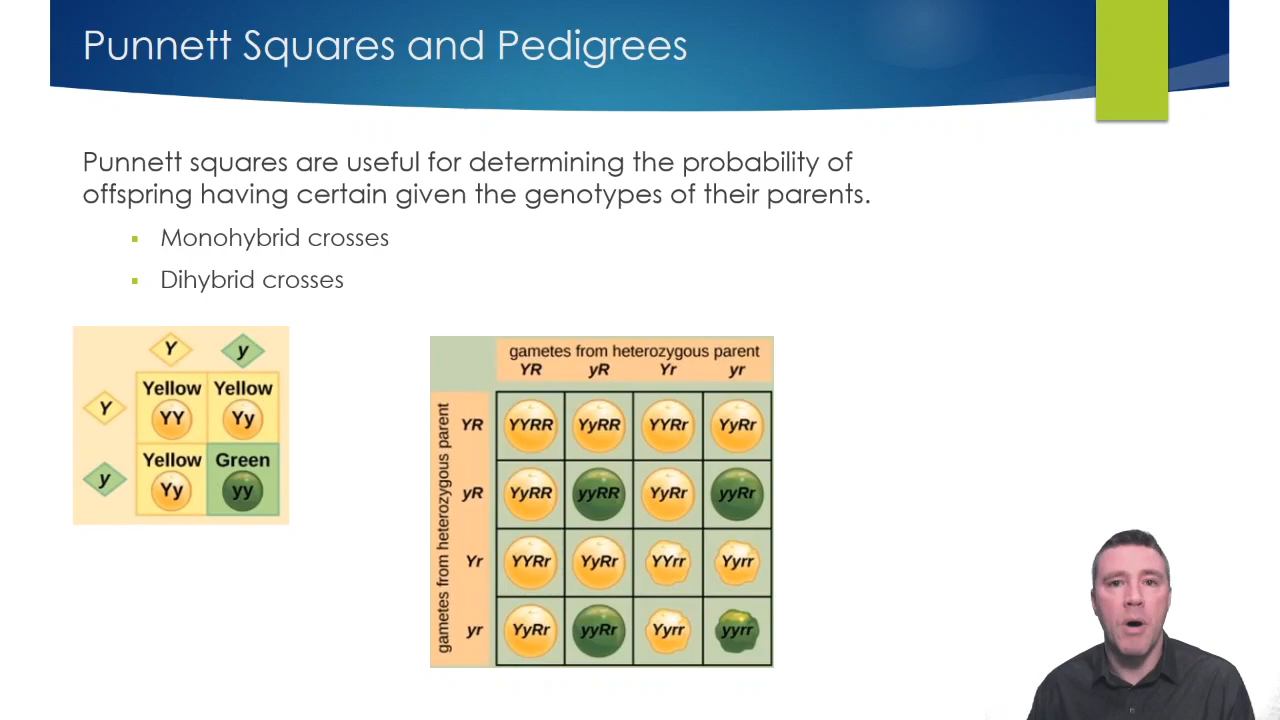 Punnett Squares and Pedigrees
Punnett squares are useful for determining the probability of
offspring having certain given the genotypes of their parents.
▪ Monohybrid crosses
▪ Dihybrid crosses
Y y
Yellow Yellow
Y YY Yy
Yellow Green
y Yy yy
gametes from heterozygous parent
YR yR Yr yr
gametes from heterozygous parent
YR YYRR YyRR YYRr YyRr
yR YyRR yyRR YyRr yyRr
Yr YYRr YyRr YYrr Yyrr
yr YyRr yyRr Yyrr yyrr